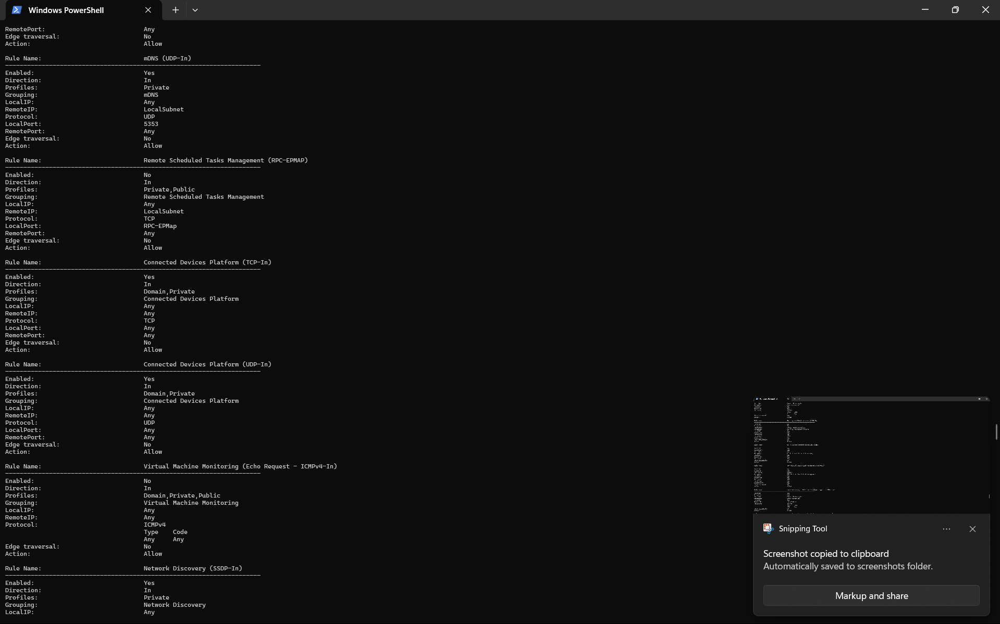 Windows PowerShell
RemotePort: Any
Edge traversal: No
Action: Allow
Rule Name: mDNS (UDP-In)
----------------------------------------------------------------------
Enabled: Yes
Direction: In
Profiles: Private
Grouping: mDNS
LocalIP: Any
RemoteIP: LocalSubnet
Protocol: UDP
LocalPort: 5353
RemotePort: Any
Edge traversal: No
Action: Allow
Rule Name: Remote Scheduled Tasks Management (RPC-EPMAP)
----------------------------------------------------------------------
Enabled: No
Direction: In
Profiles: Private,Public
Grouping: Remote Scheduled Tasks Management
LocalIP: Any
RemoteIP: LocalSubnet
Protocol: TCP
LocalPort: RPC-EPMap
RemotePort: Any
Edge traversal: No
Action: Allow
Rule Name: Connected Devices Platform (TCP-In)
----------------------------------------------------------------------
Enabled: Yes
Direction: In
Profiles: Domain,Private
Grouping: Connected Devices Platform
LocalIP: Any
RemoteIP: Any
Protocol: TCP
LocalPort: Any
RemotePort: Any
Edge traversal: No
Action: Allow
Rule Name: Connected Devices Platform (UDP-In)
----------------------------------------------------------------------
Enabled: Yes
Direction: In
Profiles: Domain,Private
Grouping: Connected Devices Platform
LocalIP: Any
RemoteIP: Any
Protocol: UDP
LocalPort: Any
RemotePort: Any
Edge traversal: No
Action: Allow
Rule Name: Virtual Machine Monitoring (Echo Request - ICMPv4-In)
----------------------------------------------------------------------
Enabled: No
Direction: In
Profiles: Domain,Private,Public
Grouping: Virtual Machine Monitoring
LocalIP: Any
RemoteIP: Any
Protocol: ICMPv4
Type Code
Any Any
Edge traversal: No
Action: Allow
Rule Name: Network Discovery (SSDP-In)
----------------------------------------------------------------------
Enabled: Yes
Direction: In
Profiles: Private
Grouping: Network Discovery
LocalIP: Any
Snipping Tool
Screenshot copied to clipboard
Automatically saved to screenshots folder.
Markup and share